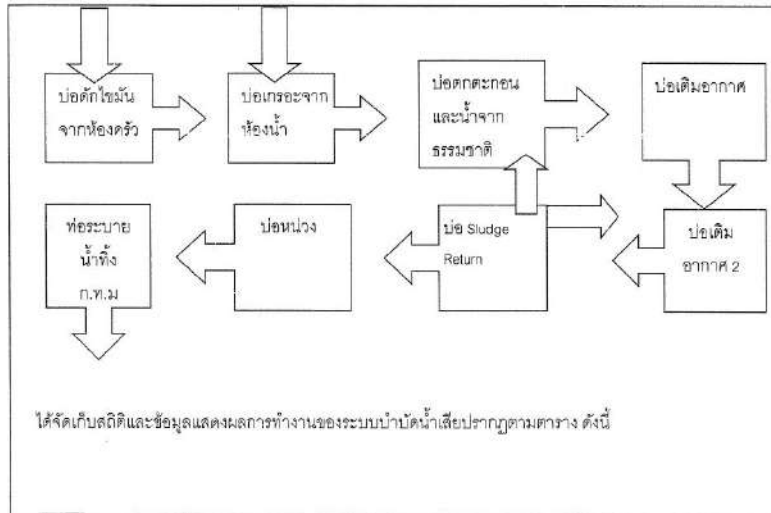 บ่อดักไขมัน
จากห้องครัว
บ่อเกรอะจาก
ห้องน้ำ
บ่อตกตะกอน
และน้ำจาก
ธรรมชาติ
บ่อเติมอากาศ
ท่อระบาย
น้ำทิ้ง
ก.ท.ม
บ่อหน่วง
บ่อ Sludge
Return
บ่อเติม
อากาศ 2
ได้จัดเก็บสถิติและข้อมูลแสดงผลการทำงานของระบบบำบัดน้ำเสียปรากฏตามตาราง ดังนี้